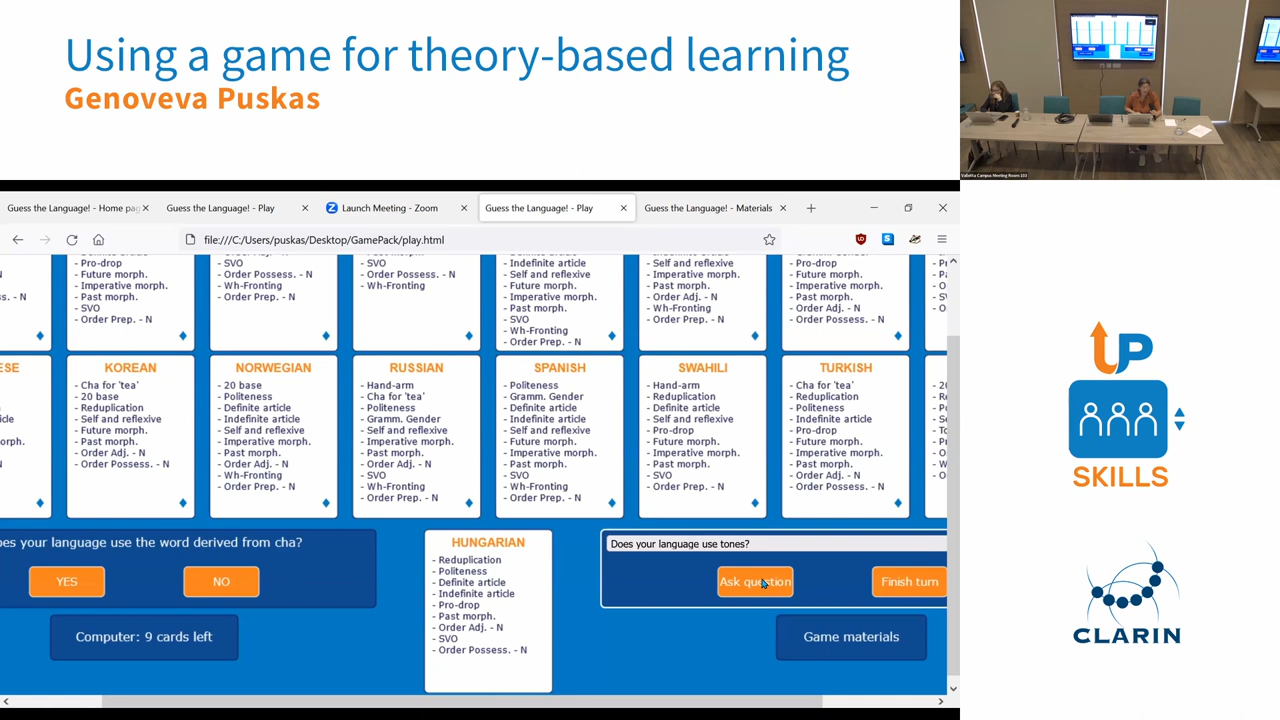 Using a game for theory-based learning
Genoveva Puskas
Valletta Campus Meeting Room 103
Guess the Language! - Home pag
Guess the Language! - Play
Launch Meeting - Zoom
Guess the Language! - Play
Guess the Language! - Materials
file:///C:/Users/puskas/Desktop/GamePack/play.html
s. - N
- Pro-drop
- Future morph.
- Imperative morph.
- Past morph.
- SVO
- Order Prep. - N
- SVO
- Order Possess. - N
- Wh-Fronting
- Order Prep. - N
- SVO
- Order Possess. - N
- Wh-Fronting
- Indefinite article
- Self and reflexive
- Future morph.
- Imperative morph.
- Past morph.
- SVO
- Wh-Fronting
- Order Prep. - N
- Self and reflexive
- Imperative morph.
- Past morph.
- Order Adj. - N
- Wh-Fronting
- Order Prep. - N
- Pro-drop
- Future morph.
- Imperative morph.
- Past morph.
- Order Adj. - N
- Order Possess. - N
ESE
KOREAN
- Cha for 'tea'
- 20 base
- Reduplication
- Self and reflexive
- Future morph.
- Past morph.
- Order Adj. - N
- Order Possess. - N
NORWEGIAN
- 20 base
- Politeness
- Definite article
- Indefinite article
- Self and reflexive
- Imperative morph.
- Past morph.
- Order Adj. - N
- Wh-Fronting
- Order Prep. - N
RUSSIAN
- Hand-arm
- Cha for 'tea'
- Politeness
- Gramm. Gender
- Self and reflexive
- Imperative morph.
- Past morph.
- Order Adj. - N
- SVO
- Wh-Fronting
- Order Prep. - N
SPANISH
- Politeness
- Gramm. Gender
- Definite article
- Indefinite article
- Self and reflexive
- Future morph.
- Imperative morph.
- Past morph.
- SVO
- Wh-Fronting
- Order Prep. - N
SWAHILI
- Hand-arm
- Reduplication
- Definite article
- Self and reflexive
- Pro-drop
- Future morph.
- Imperative morph.
- Past morph.
- SVO
- Order Prep. - N
TURKISH
- Cha for 'tea'
- Reduplication
- Politeness
- Indefinite article
- Pro-drop
- Future morph.
- Imperative morph.
- Past morph.
- Order Adj. - N
- Order Possess. - N
oes your language use the word derived from cha?
YES
NO
Computer: 9 cards left
HUNGARIAN
- Reduplication
- Politeness
- Definite article
- Indefinite article
- Pro-drop
- Past morph.
- Order Adj. - N
- SVO
- Order Possess. - N
Does your language use tones?
Ask question
Finish turn
Game materials
UP
SKILLS
CLARIN